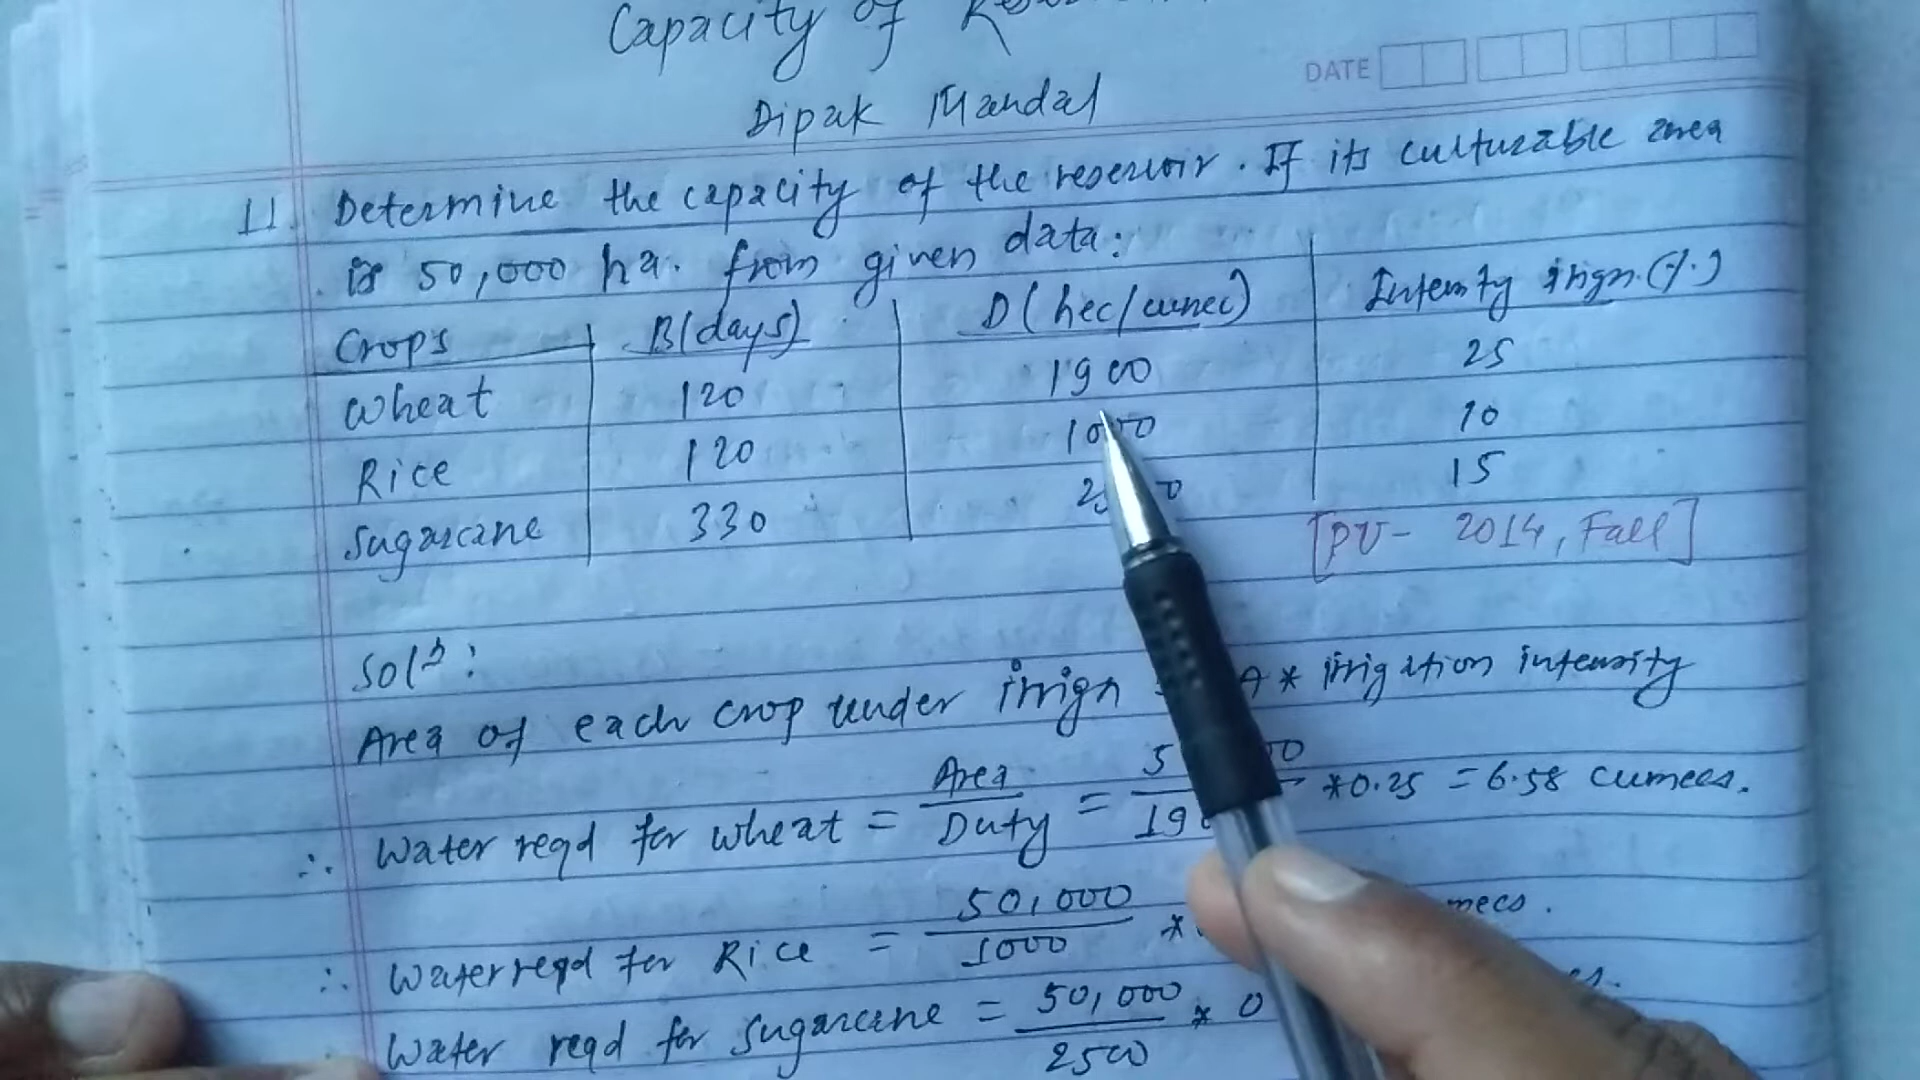 Capacity of
DATE
Dipak Mandal
11. Determine the capacity of the reservoir. If its culturable area
is 50,000 ha. from given data:
Crops B(days) D(hec/cumec) Intensity irrign.(%)
Wheat 120 1900 25
Rice 120 1000 10
Sugarcane 330 15
[PU- 2014, Fall]
Solⁿ:
Area of each crop under irrign * irrigation intensity
∴ Water reqd for wheat = Area/Duty = *0.25 = 6.58 cumecs.
∴ Water reqd for Rice = 50,000/1000 *
Water reqd for sugarcane = 50,000/2500 * 0